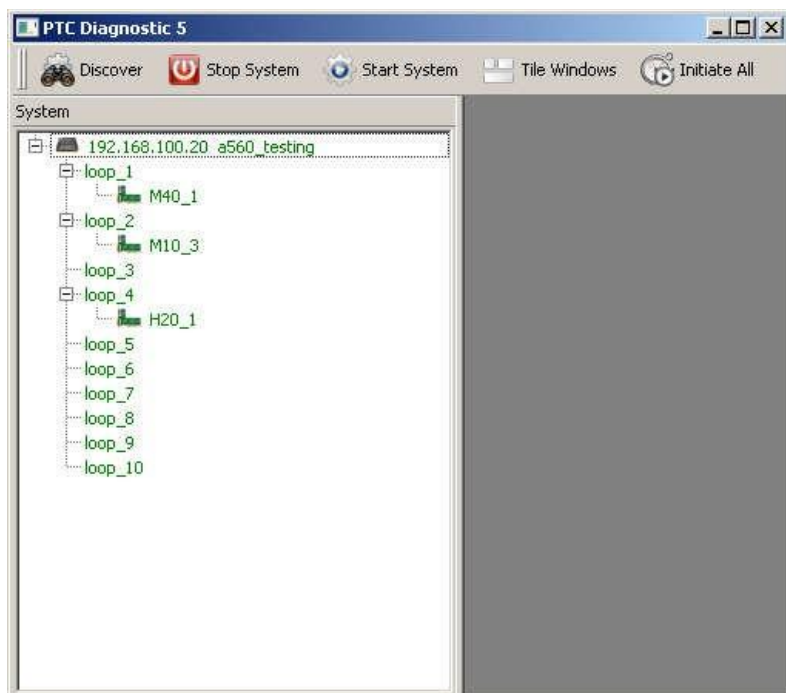 PTC Diagnostic 5
Discover Stop System Start System Tile Windows Initiate All
System
192.168.100.20 a560_testing
loop_1
M40_1
loop_2
M10_3
loop_3
loop_4
H20_1
loop_5
loop_6
loop_7
loop_8
loop_9
loop_10